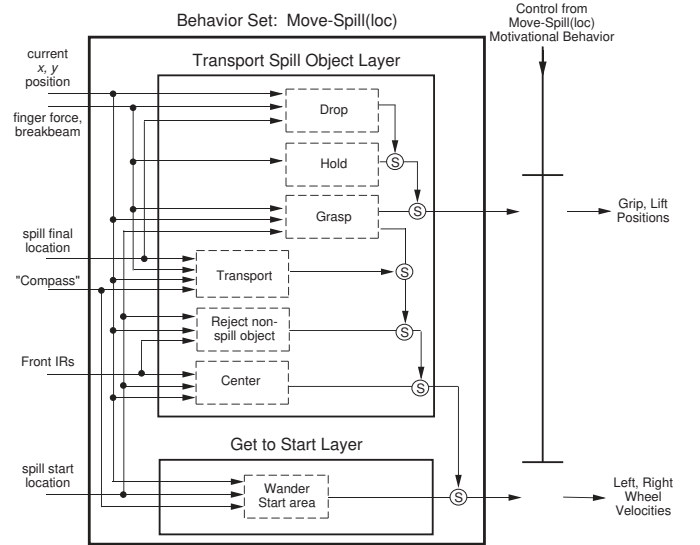 Behavior Set: Move-Spill(loc)
Control from
Move-Spill(loc)
Motivational Behavior
current
x, y
position
Transport Spill Object Layer
finger force,
breakbeam
Drop
S
Hold
S
Grasp
S
Grip, Lift
Positions
spill final
location
"Compass"
Transport
S
Reject non-
spill object
S
Front IRs
Center
S
Get to Start Layer
spill start
location
Wander
Start area
S
Left, Right
Wheel
Velocities